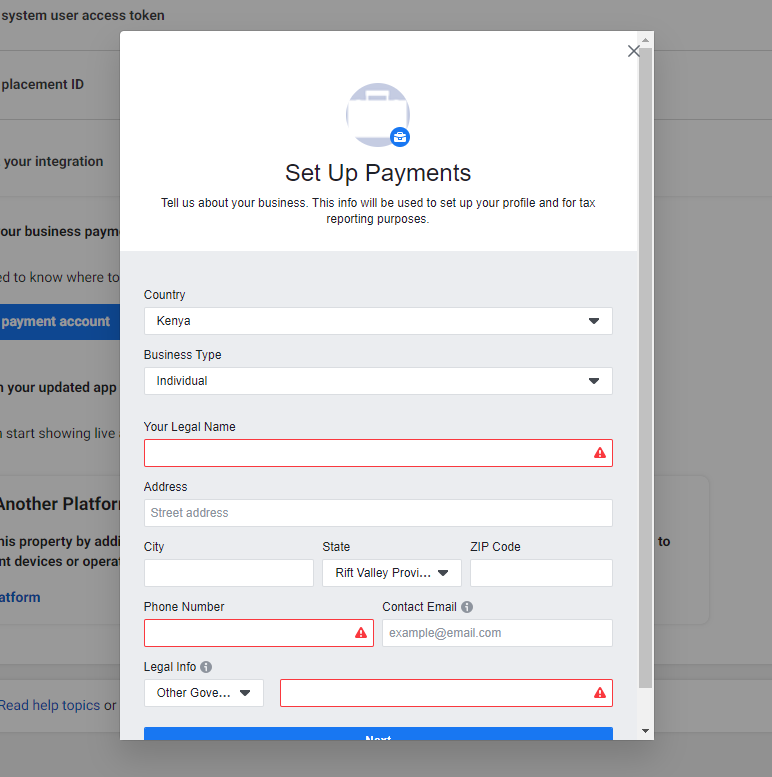 system user access token
placement ID
your integration
our business paym
ed to know where to
payment account
n your updated app
n start showing live
Another Platfor
his property by addi
to
nt devices or operat
atform
Read help topics or
Set Up Payments
Tell us about your business. This info will be used to set up your profile and for tax
reporting purposes.
Country
Kenya
Business Type
Individual
Your Legal Name
Address
Street address
City
State
ZIP Code
Rift Valley Provi...
Phone Number
Contact Email
example@email.com
Legal Info
Other Gove...
Next